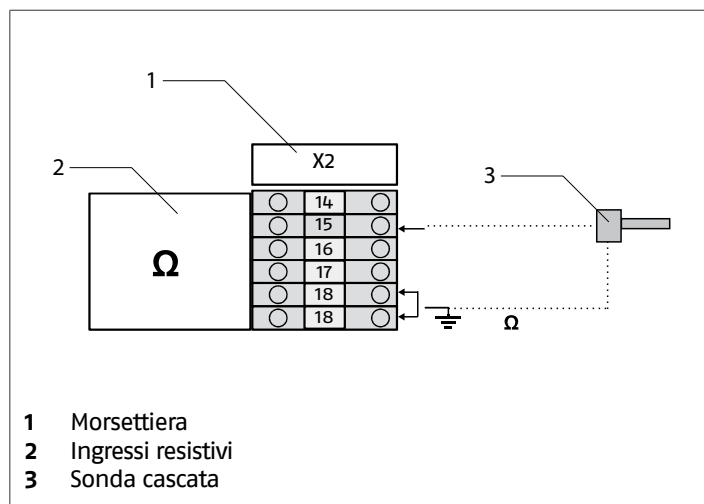 1
X2
2
3
14
15
16
17
18
18
Ω
Ω
1 Morsettiera
2 Ingressi resistivi
3 Sonda cascata